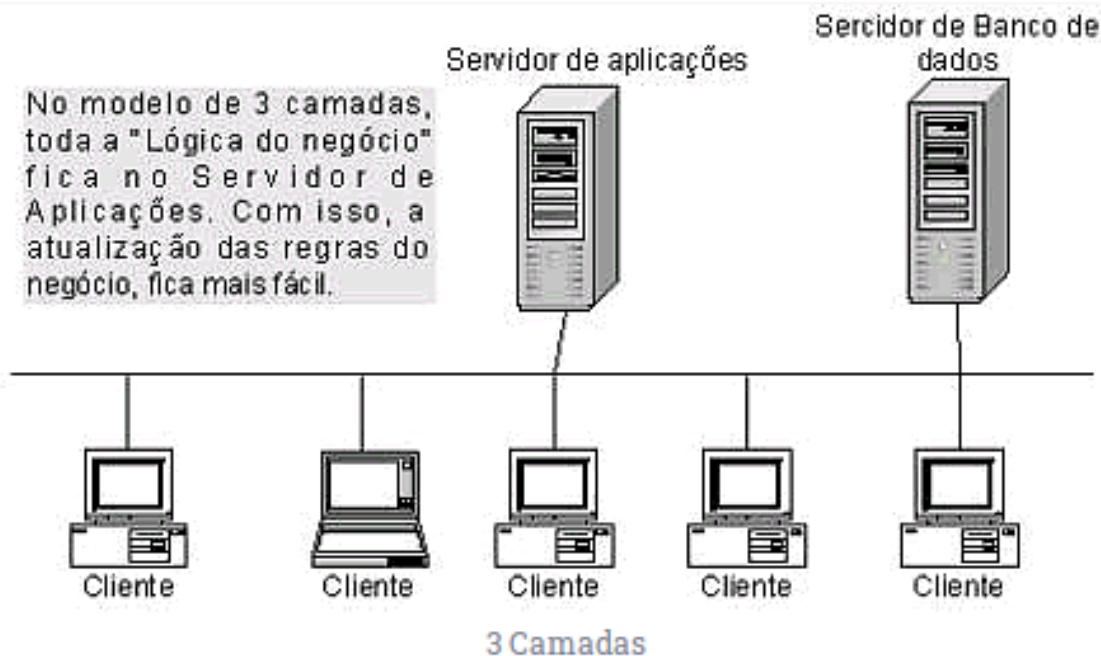 Sercidor de Banco de
dados
Servidor de aplicações
No modelo de 3 camadas,
toda a "Lógica do negócio"
fica no Servidor de
Aplicações. Com isso, a
atualização das regras do
negócio, fica mais fácil.
Cliente
Cliente
Cliente
Cliente
Cliente
3 Camadas